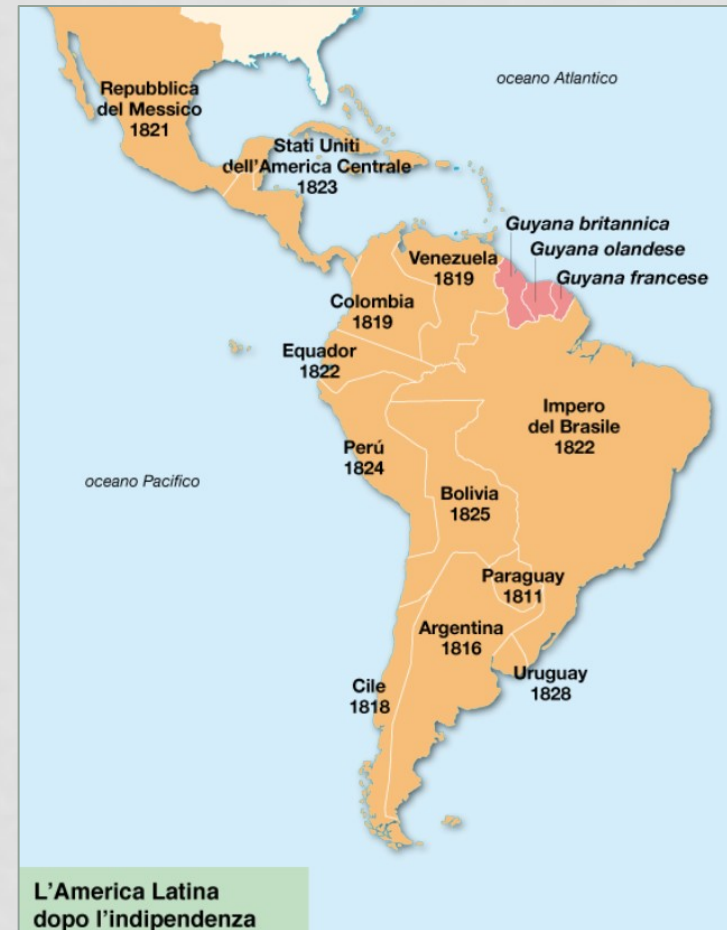 oceano Atlantico
Repubblica
del Messico
1821
Stati Uniti
dell'America Centrale
1823
Guyana britannica
Guyana olandese
Guyana francese
Venezuela
1819
Colombia
1819
Equador
1822
Impero
del Brasile
1822
Perú
1824
oceano Pacifico
Bolivia
1825
Paraguay
1811
Argentina
1816
Uruguay
1828
Cile
1818
L'America Latina
dopo l'indipendenza